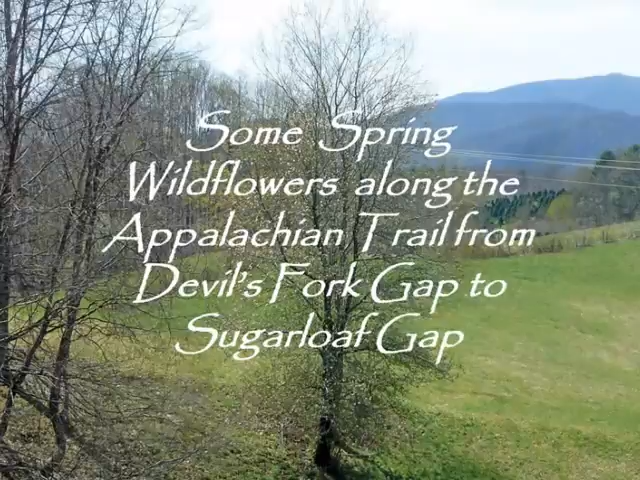 Some Spring
Wildflowers along the
Appalachian Trail from
Devil's Fork Gap to
Sugarloaf Gap